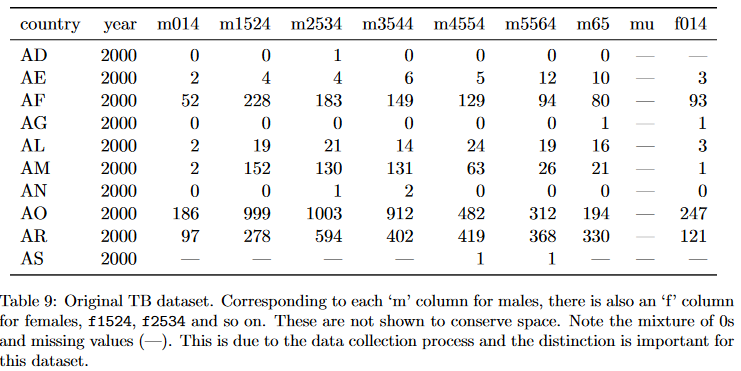 country year m014 m1524 m2534 m3544 m4554 m5564 m65 mu f014
AD 2000 0 0 1 0 0 0 0 — —
AE 2000 2 4 4 6 5 12 10 — 3
AF 2000 52 228 183 149 129 94 80 — 93
AG 2000 0 0 0 0 0 0 1 — 1
AL 2000 2 19 21 14 24 19 16 — 3
AM 2000 2 152 130 131 63 26 21 — 1
AN 2000 0 0 1 2 0 0 0 — 0
AO 2000 186 999 1003 912 482 312 194 — 247
AR 2000 97 278 594 402 419 368 330 — 121
AS 2000 — — — — 1 1 — — —
Table 9: Original TB dataset. Corresponding to each ‘m’ column for males, there is also an ‘f’ column
for females, f1524, f2534 and so on. These are not shown to conserve space. Note the mixture of 0s
and missing values (—). This is due to the data collection process and the distinction is important for
this dataset.